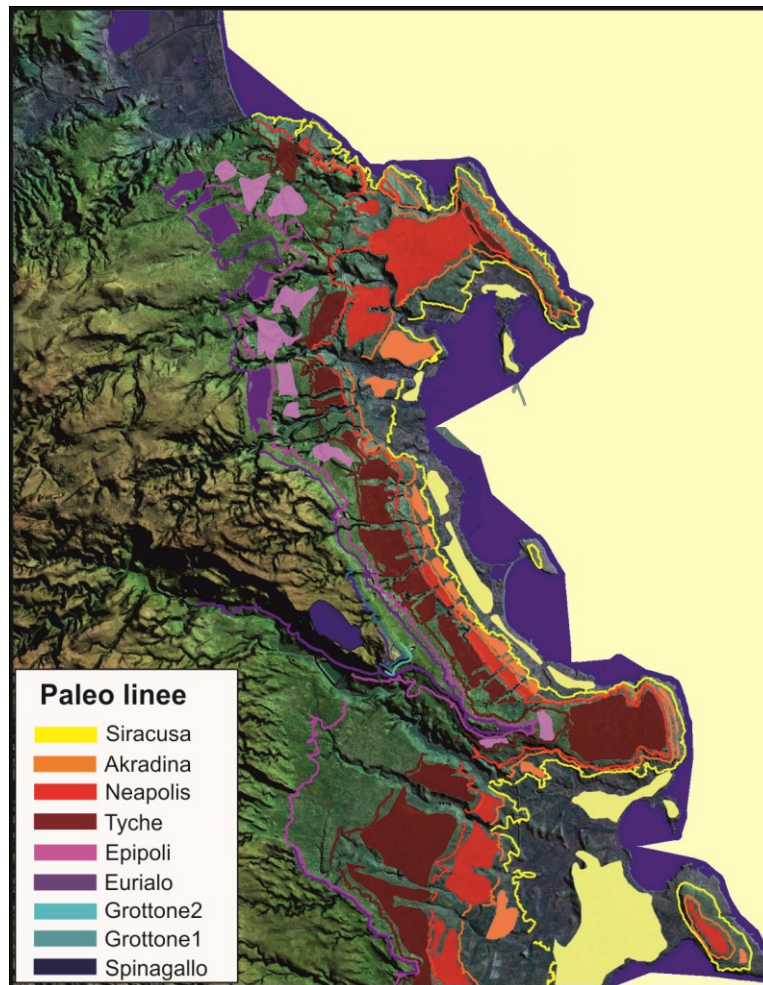 Paleo linee
Siracusa
Akradina
Neapolis
Tyche
Epipoli
Eurialo
Grottone2
Grottone1
Spinagallo